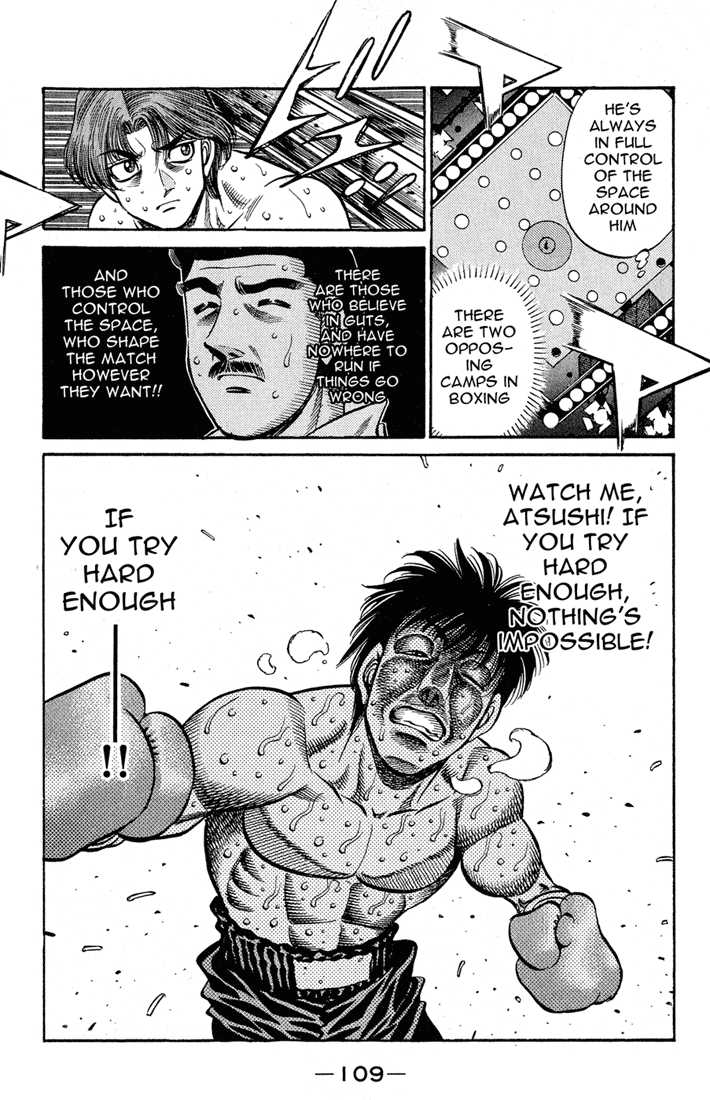 HE'S
ALWAYS
IN FULL
CONTROL
OF THE
SPACE
AROUND
HIM
THERE
ARE TWO
OPPOS-
ING
CAMPS IN
BOXING
THERE
ARE THOSE
WHO BELIEVE
IN GUTS,
AND HAVE
NOWHERE TO
RUN IF
THINGS GO
WRONG
AND
THOSE WHO
CONTROL
THE SPACE,
WHO SHAPE
THE MATCH
HOWEVER
THEY WANT!!
WATCH ME,
ATSUSHI! IF
YOU TRY
HARD
ENOUGH,
NOTHING'S
IMPOSSIBLE!
IF
YOU TRY
HARD
ENOUGH
—!!
—109—